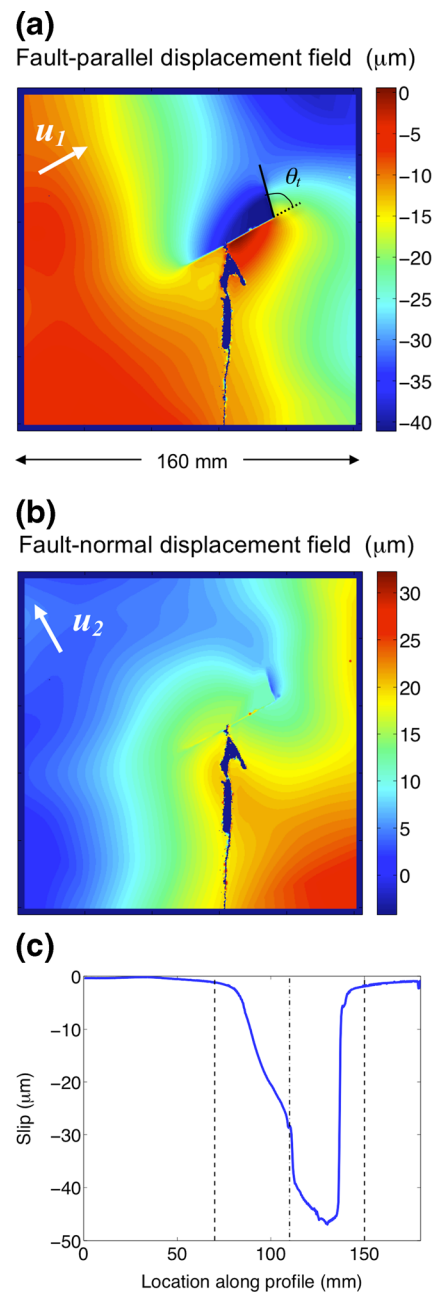 (a)
Fault-parallel displacement field (μm)
u1
θt
0
−5
−10
−15
−20
−25
−30
−35
−40
160 mm
(b)
Fault-normal displacement field (μm)
u2
30
25
20
15
10
5
0
(c)
0
−10
−20
−30
−40
−50
Slip (μm)
0 50 100 150
Location along profile (mm)